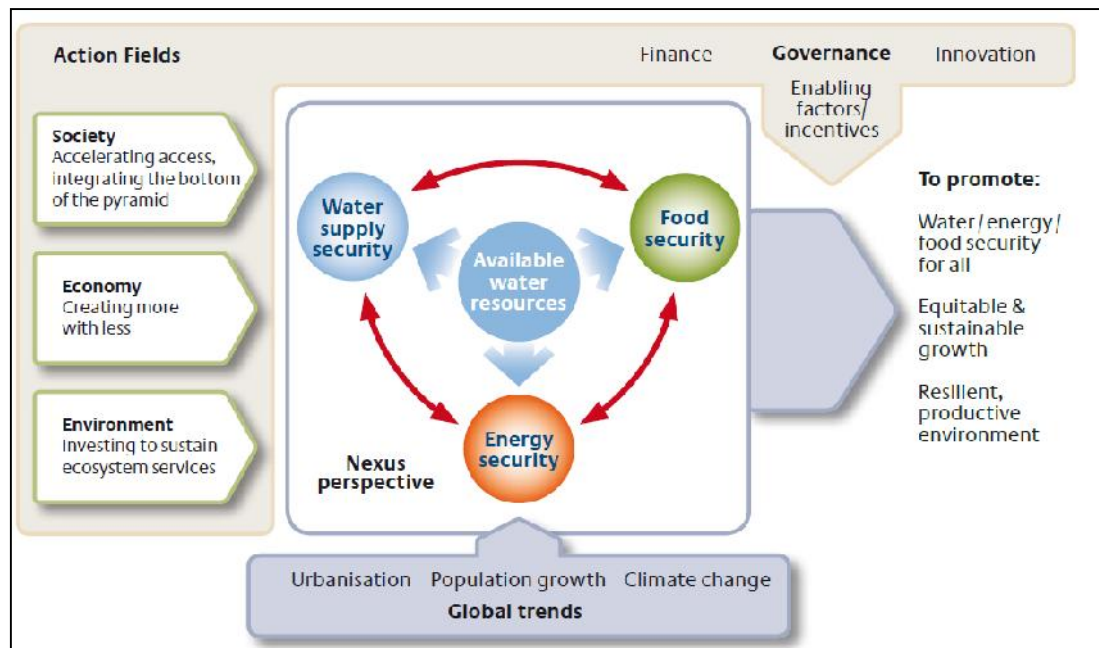 Action Fields
Finance
Governance
Innovation
Enabling
factors/
incentives
Society
Accelerating access,
integrating the bottom
of the pyramid
Economy
Creating more
with less
Environment
Investing to sustain
ecosystem services
Water
supply
security
Food
security
Available
water
resources
Energy
security
Nexus
perspective
To promote:
Water/energy/
food security
for all
Equitable &
sustainable
growth
Resilient,
productive
environment
Urbanisation Population growth Climate change
Global trends